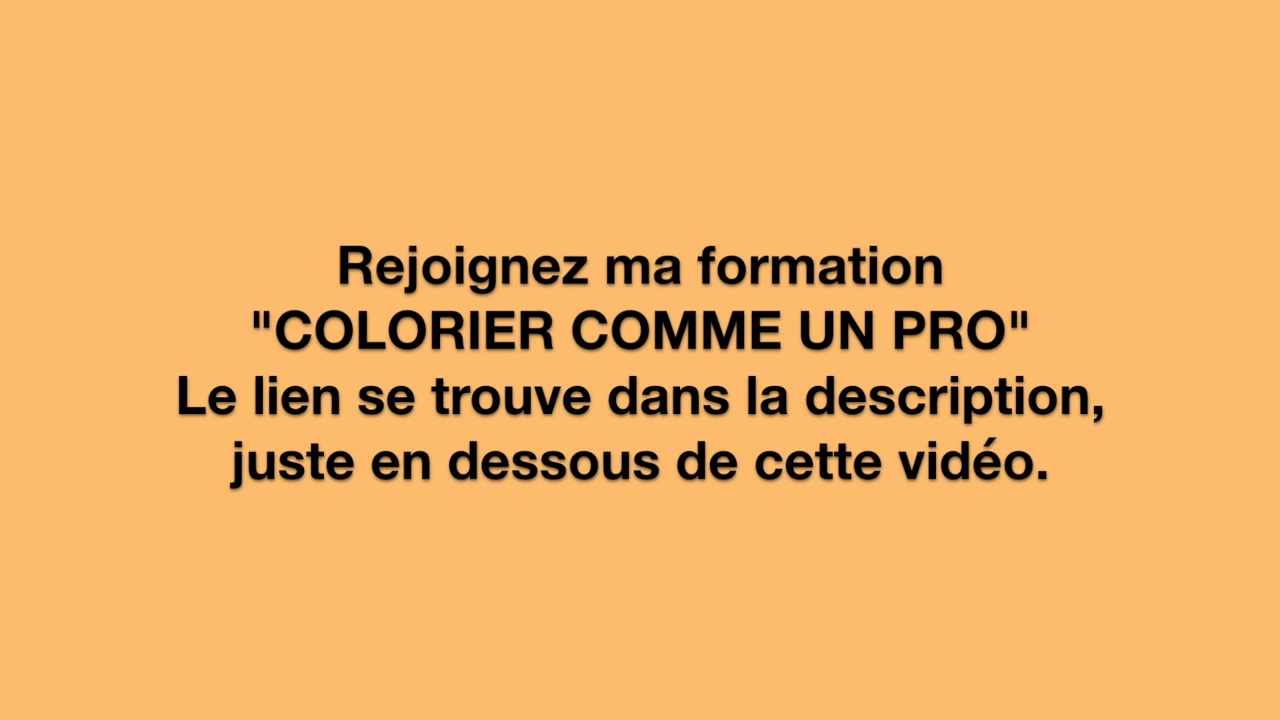 Rejoignez ma formation
"COLORIER COMME UN PRO"
Le lien se trouve dans la description,
juste en dessous de cette vidéo.